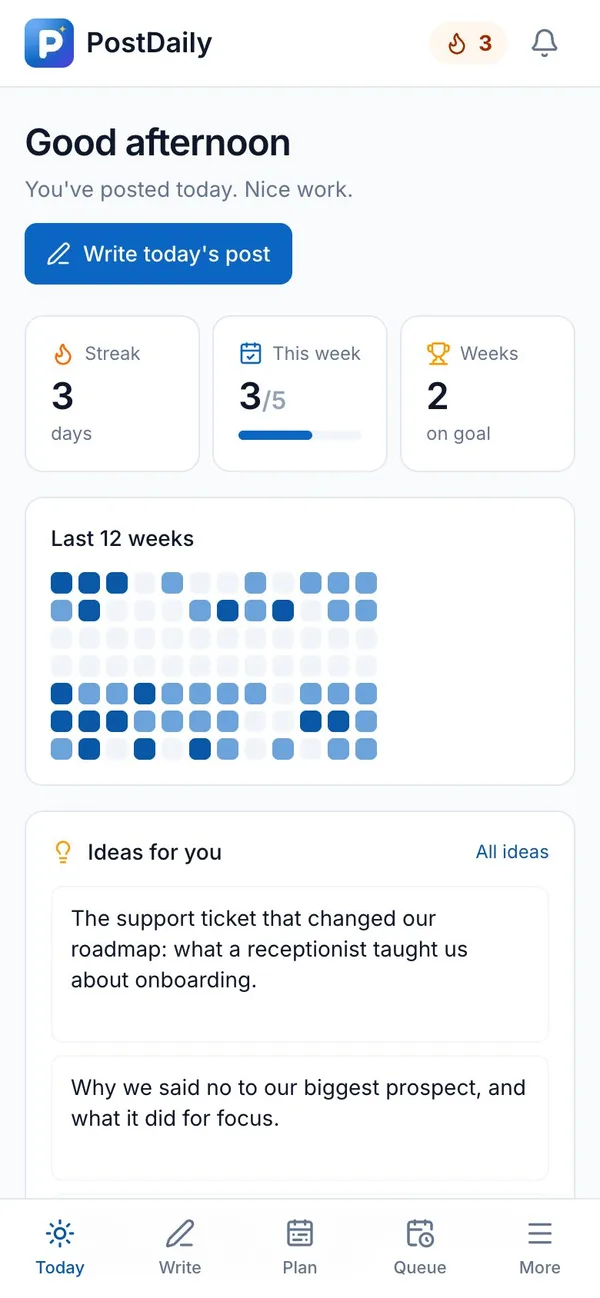 P PostDaily
3
Good afternoon
You've posted today. Nice work.
Write today's post
Streak
3
days
This week
3/5
Weeks
2
on goal
Last 12 weeks
Ideas for you
All ideas
The support ticket that changed our
roadmap: what a receptionist taught us
about onboarding.
Why we said no to our biggest prospect, and
what it did for focus.
Today
Write
Plan
Queue
More